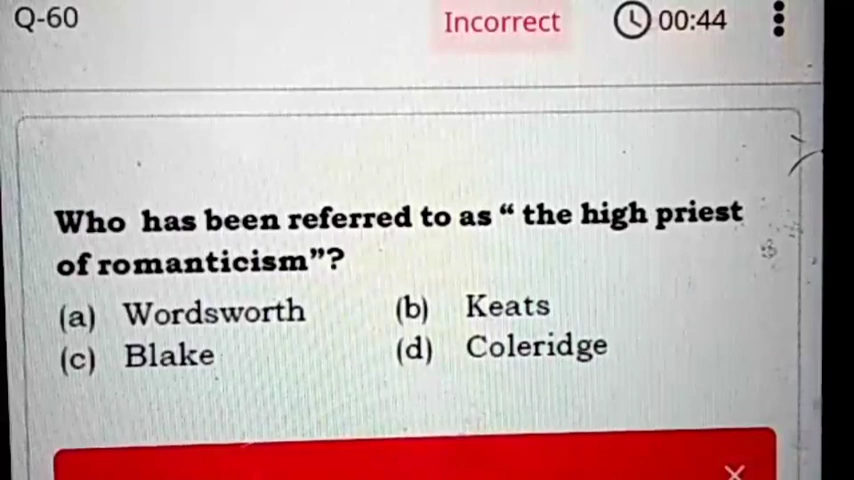 Q-60 Incorrect 00:44
Who has been referred to as “ the high priest
of romanticism”?
(a) Wordsworth (b) Keats
(c) Blake (d) Coleridge